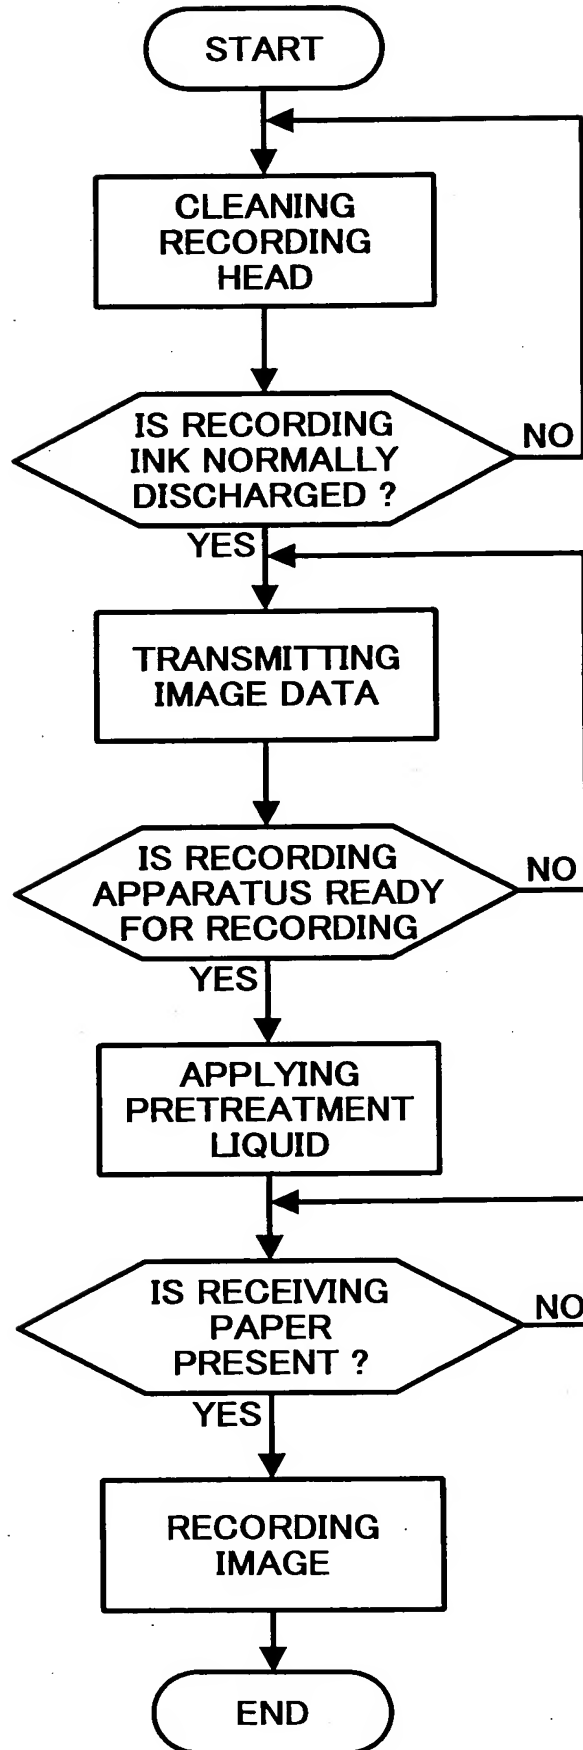 START
CLEANING
RECORDING
HEAD
IS RECORDING
INK NORMALLY
DISCHARGED ?
NO
YES
TRANSMITTING
IMAGE DATA
IS RECORDING
APPARATUS READY
FOR RECORDING
NO
YES
APPLYING
PRETREATMENT
LIQUID
IS RECEIVING
PAPER
PRESENT ?
NO
YES
RECORDING
IMAGE
END